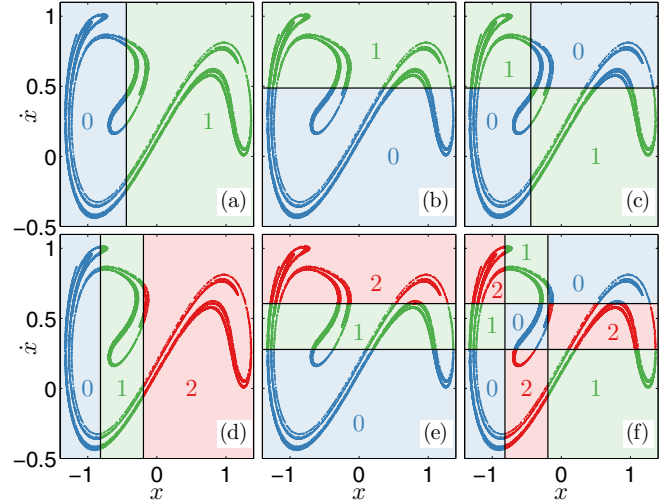 1
ẋ 0.5
0
−0.5
0 1 (a)
1 0 (b)
1 0 0 1 (c)
1
ẋ 0.5
0
−0.5
0 1 2 (d)
2 1 0 (e)
1 2 0 1 0 2 0 2 1 (f)
−1 0 1 −1 0 1 −1 0 1
x x x